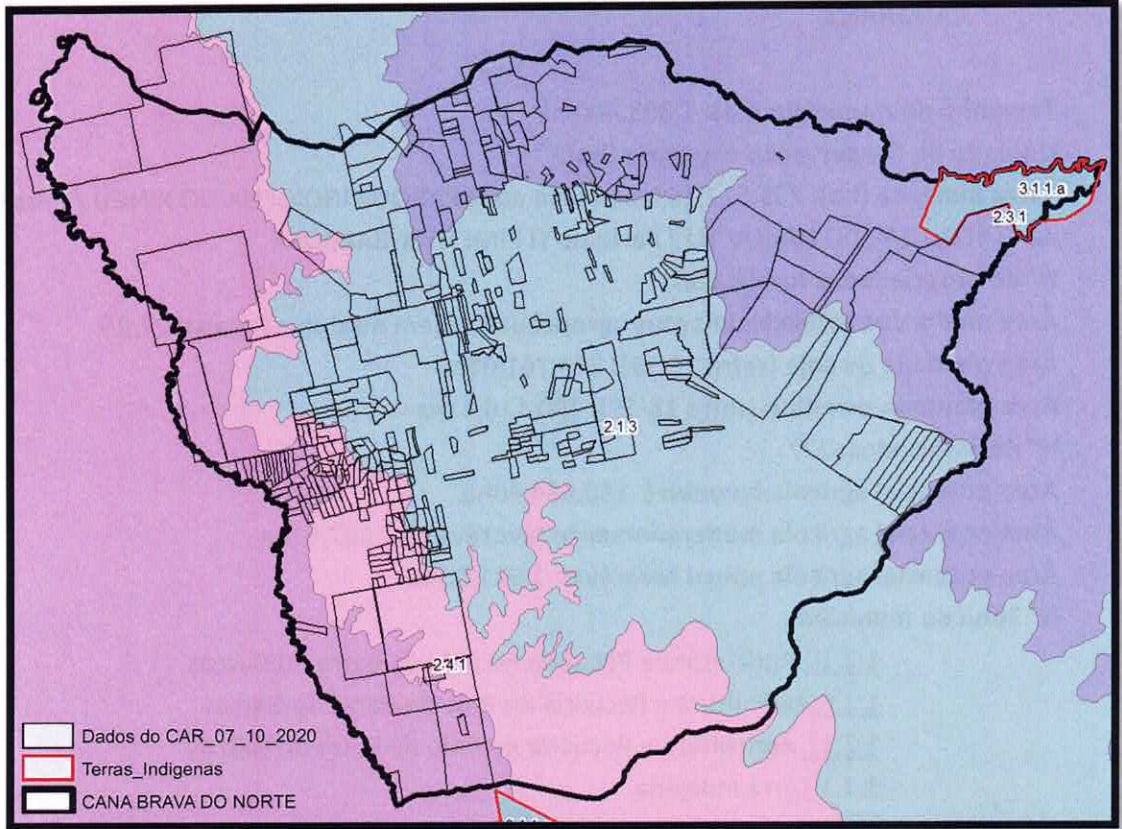 3.1.1.a
2.3.1
2.1.3
2.4.1
Dados do CAR_07_10_2020
Terras_Indigenas
CANA BRAVA DO NORTE